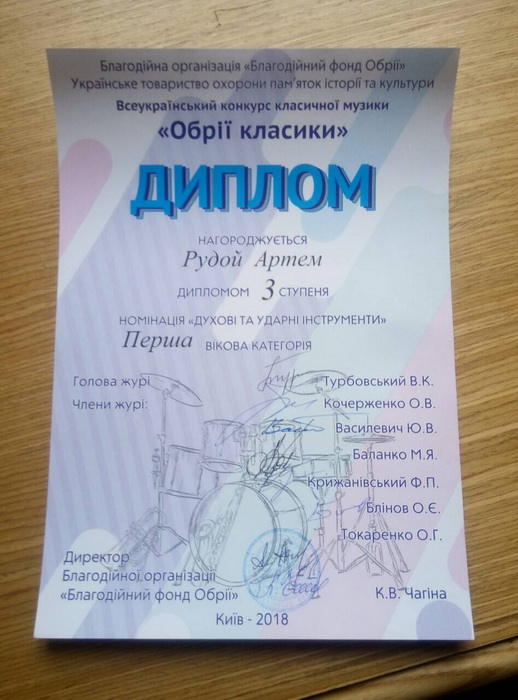 Благодійна організація «Благодійний фонд Обрії»
Українське товариство охорони пам'яток історії та культури
Всеукраїнський конкурс класичної музики
«Обрії класики»
ДИПЛОМ
НАГОРОДЖУЄТЬСЯ
Рудой Артем
ДИПЛОМОМ 3 СТУПЕНЯ
НОМІНАЦІЯ «ДУХОВІ ТА УДАРНІ ІНСТРУМЕНТИ»
Перша ВІКОВА КАТЕГОРІЯ
Голова журі Турбовський В.К.
Члени журі: Кочерженко О.В.
Василевич Ю.В.
Баланко М.Я.
Крижанівський Ф.П.
Блінов О.Є.
Токаренко О.Г.
Директор
Благодійної організації
«Благодійний фонд Обрії» К.В. Чагіна
Київ - 2018